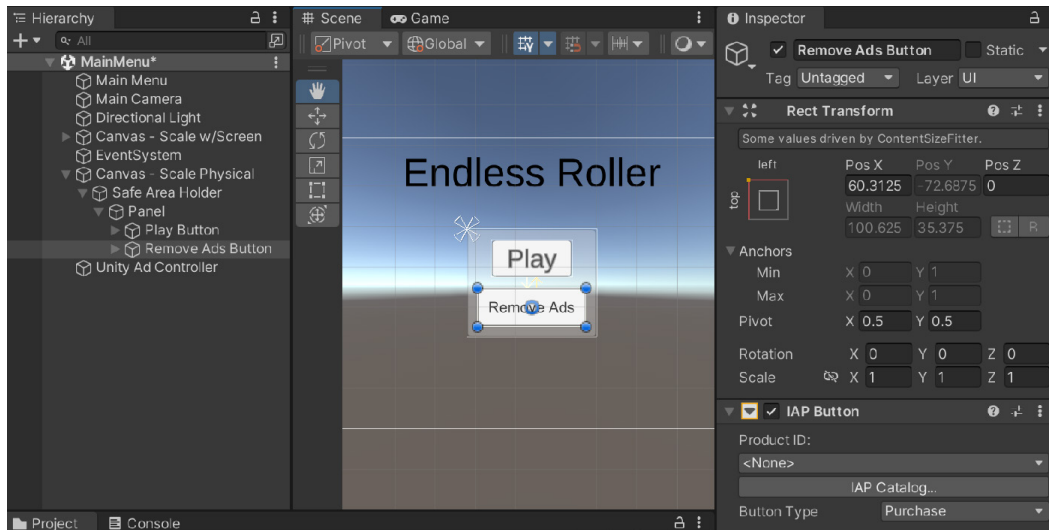 Hierarchy
All
MainMenu*
Main Menu
Main Camera
Directional Light
Canvas - Scale w/Screen
EventSystem
Canvas - Scale Physical
Safe Area Holder
Panel
Play Button
Remove Ads Button
Unity Ad Controller
Project
Console
Scene
Game
Pivot
Global
Endless Roller
Play
Remove Ads
Inspector
Remove Ads Button
Static
Tag Untagged Layer UI
Rect Transform
Some values driven by ContentSizeFitter.
left
top
Pos X Pos Y Pos Z
60.3125 -72.6875 0
Width Height
100.625 35.375
R
Anchors
Min X 0 Y 1
Max X 0 Y 1
Pivot X 0.5 Y 0.5
Rotation X 0 Y 0 Z 0
Scale X 1 Y 1 Z 1
IAP Button
Product ID:
<None>
IAP Catalog...
Button Type Purchase